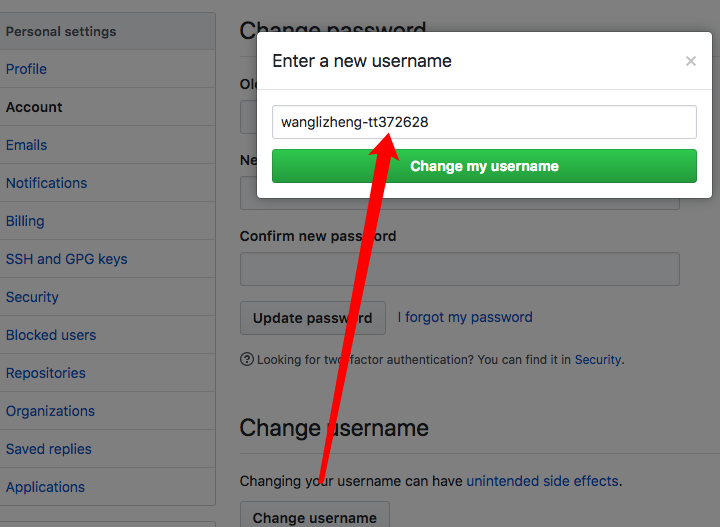 Personal settings
Profile
Account
Emails
Notifications
Billing
SSH and GPG keys
Security
Blocked users
Repositories
Organizations
Saved replies
Applications
Change password
Enter a new username
×
wanglizheng-tt372628
Change my username
Confirm new password
Update password
I forgot my password
Looking for two-factor authentication? You can find it in Security.
Change username
Changing your username can have unintended side effects.
Change username